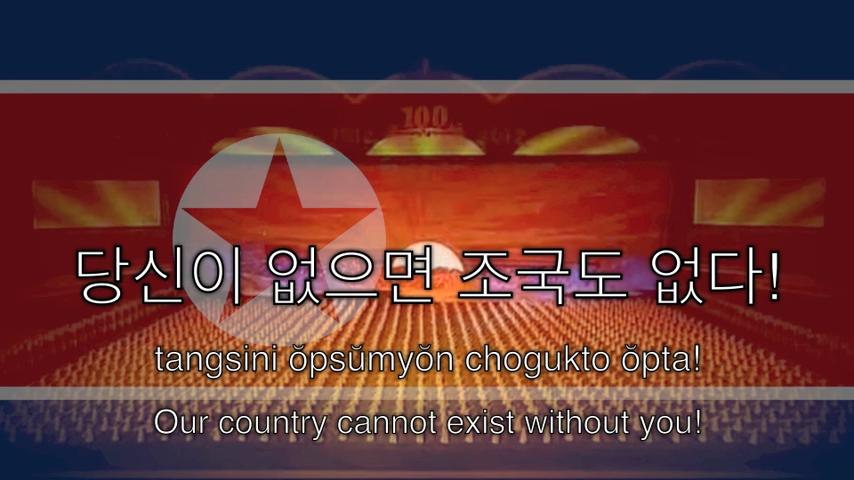 100
당신이 없으면 조국도 없다!
tangsini ŏpsŭmyŏn chogukto ŏpta!
Our country cannot exist without you!